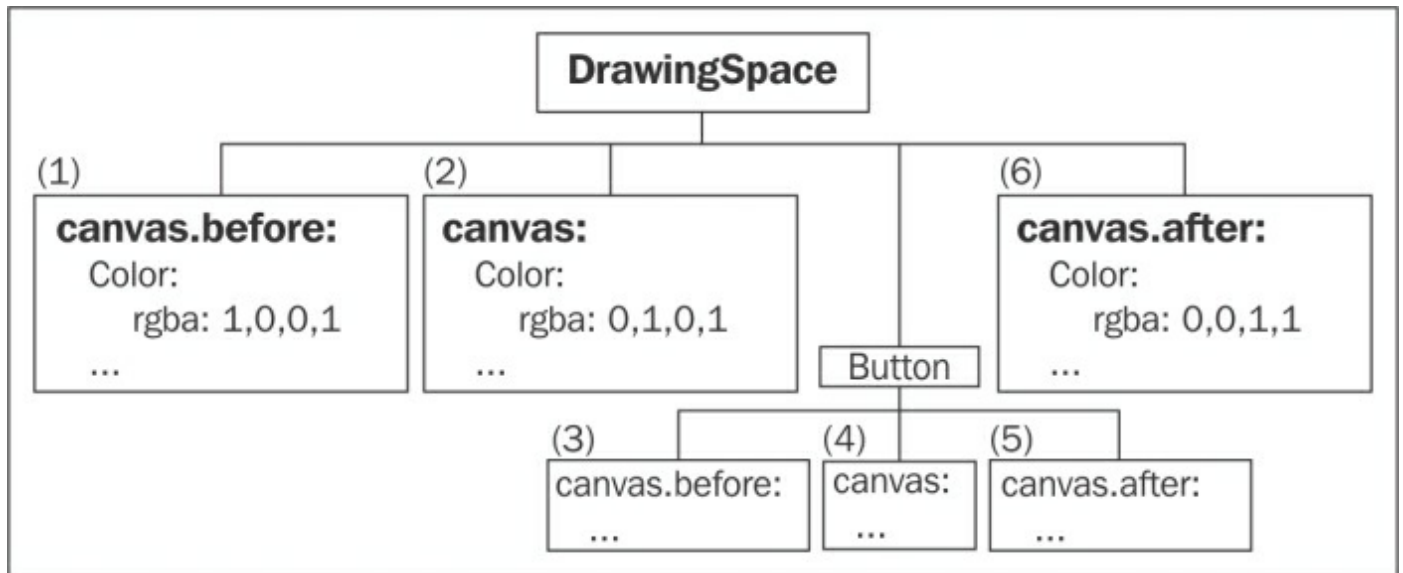 DrawingSpace
(1)
canvas.before:
Color:
rgba: 1,0,0,1
...
(2)
canvas:
Color:
rgba: 0,1,0,1
...
Button
(3)
canvas.before:
...
(4)
canvas:
...
(5)
canvas.after:
...
(6)
canvas.after:
Color:
rgba: 0,0,1,1
...